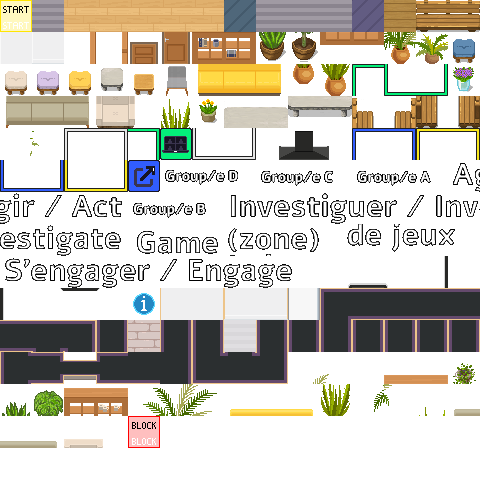 START
START
Group/e D
Group/e C
Group/e A
Ag
gir / Act
Group/e B
Investiguer / Inv
estigate
Game (zone)
de jeux
S'engager / Engage
i
BLOCK
BLOCK